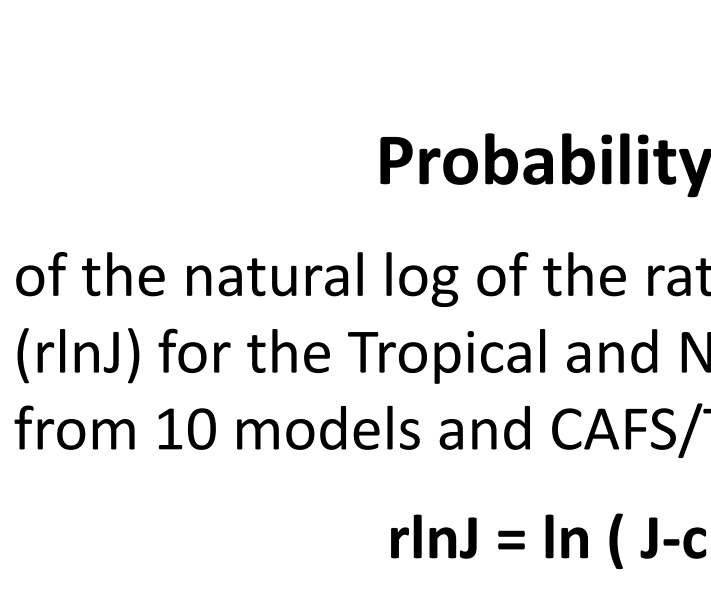 Probability
of the natural log of the rat
(rlnJ) for the Tropical and N
from 10 models and CAFS/T
rlnJ = ln ( J-c